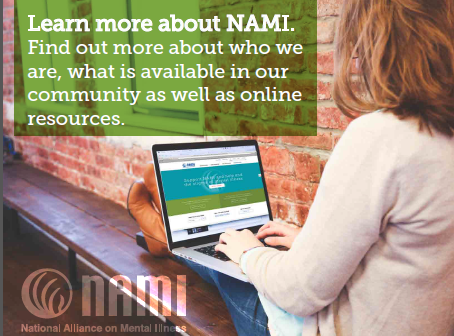 Learn more about NAMI.
Find out more about who we
are, what is available in our
community as well as online
resources.
NAMI
nami
National Alliance on Mental Illness